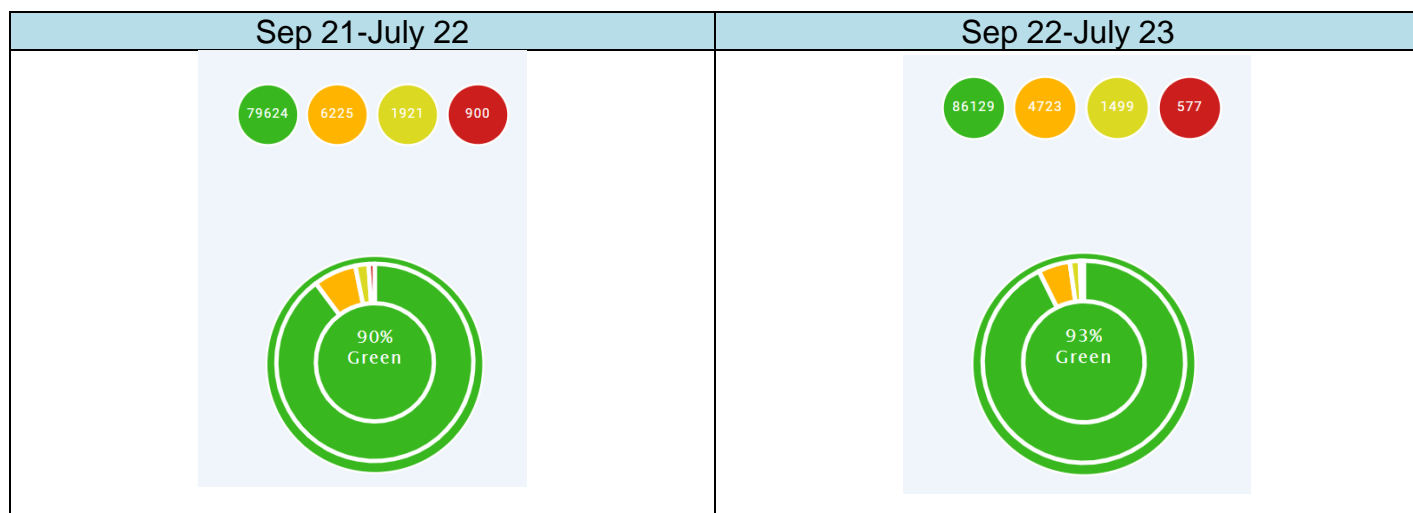 Sep 21-July 22
Sep 22-July 23
79624 6225 1921 900
86129 4723 1499 577
90%
Green
93%
Green